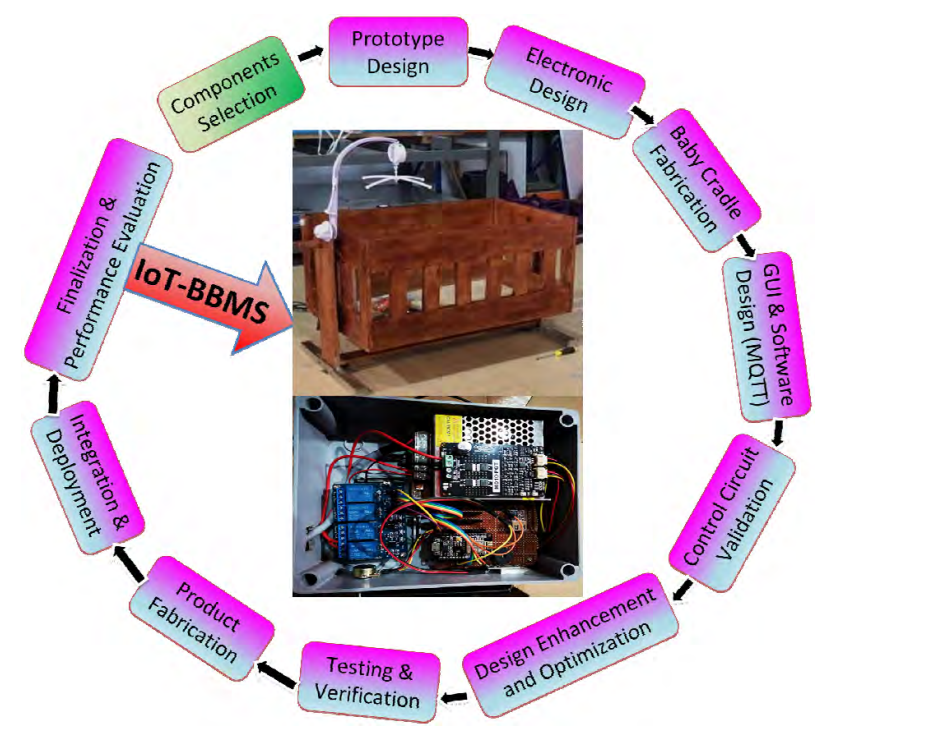 Components
Selection
Prototype
Design
Electronic
Design
Baby Cradle
Fabrication
GUI & Software
Design (MQTT)
Control Circuit
Validation
Design Enhancement
and Optimization
Testing &
Verification
Product
Fabrication
Integration &
Deployment
Finalization &
Performance Evaluation
IoT-BBMS